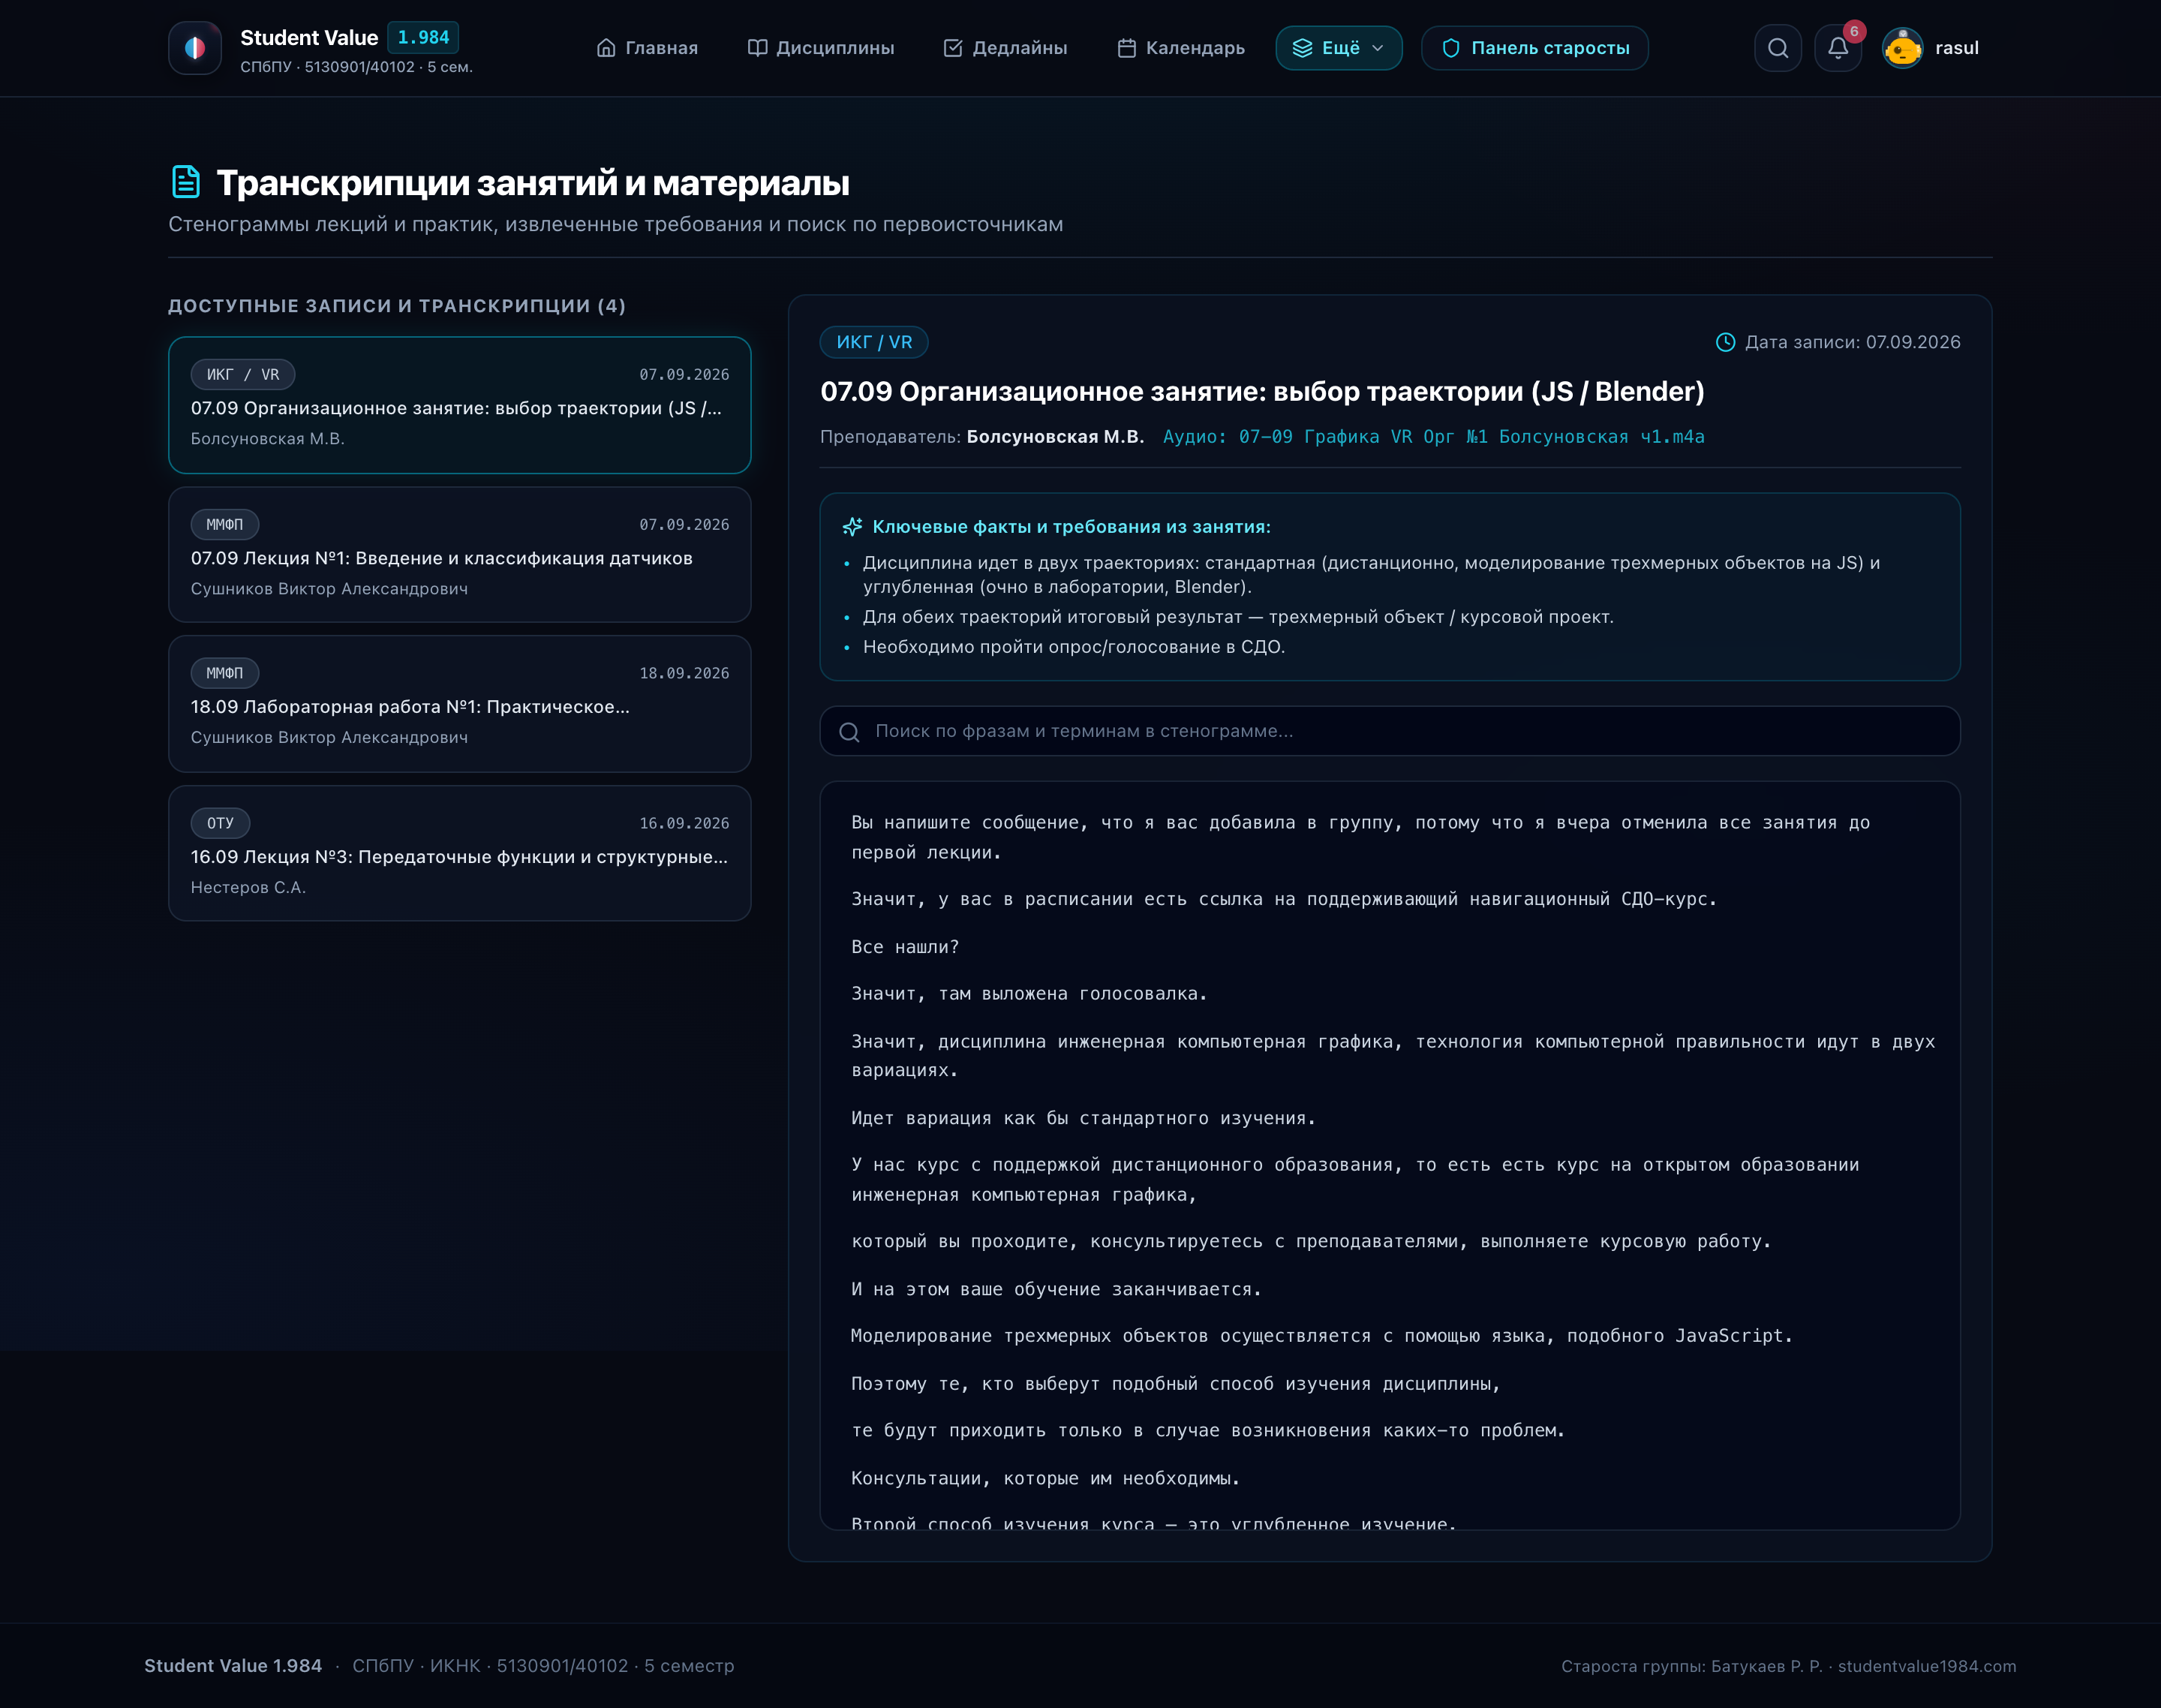 Student Value 1.984
СПбПУ · 5130901/40102 · 5 сем.
Главная
Дисциплины
Дедлайны
Календарь
Ещё
Панель старосты
6
rasul
Транскрипции занятий и материалы
Стенограммы лекций и практик, извлеченные требования и поиск по первоисточникам
ДОСТУПНЫЕ ЗАПИСИ И ТРАНСКРИПЦИИ (4)
ИКГ / VR
07.09.2026
07.09 Организационное занятие: выбор траектории (JS /...
Болсуновская М.В.
ММФП
07.09.2026
07.09 Лекция №1: Введение и классификация датчиков
Сушников Виктор Александрович
ММФП
18.09.2026
18.09 Лабораторная работа №1: Практическое...
Сушников Виктор Александрович
ОТУ
16.09.2026
16.09 Лекция №3: Передаточные функции и структурные...
Нестеров С.А.
ИКГ / VR
Дата записи: 07.09.2026
07.09 Организационное занятие: выбор траектории (JS / Blender)
Преподаватель: Болсуновская М.В. Аудио: 07-09 Графика VR Орг №1 Болсуновская ч1.m4a
Ключевые факты и требования из занятия:
• Дисциплина идет в двух траекториях: стандартная (дистанционно, моделирование трехмерных объектов на JS) и
углубленная (очно в лаборатории, Blender).
• Для обеих траекторий итоговый результат — трехмерный объект / курсовой проект.
• Необходимо пройти опрос/голосование в СДО.
Поиск по фразам и терминам в стенограмме...
Вы напишите сообщение, что я вас добавила в группу, потому что я вчера отменила все занятия до
первой лекции.
Значит, у вас в расписании есть ссылка на поддерживающий навигационный СДО-курс.
Все нашли?
Значит, там выложена голосовалка.
Значит, дисциплина инженерная компьютерная графика, технология компьютерной правильности идут в двух
вариациях.
Идет вариация как бы стандартного изучения.
У нас курс с поддержкой дистанционного образования, то есть есть курс на открытом образовании
инженерная компьютерная графика,
который вы проходите, консультируетесь с преподавателями, выполняете курсовую работу.
И на этом ваше обучение заканчивается.
Моделирование трехмерных объектов осуществляется с помощью языка, подобного JavaScript.
Поэтому те, кто выберут подобный способ изучения дисциплины,
те будут приходить только в случае возникновения каких-то проблем.
Консультации, которые им необходимы.
Второй способ изучения курса — это углубленное изучение.
Student Value 1.984 · СПбПУ · ИКНК · 5130901/40102 · 5 семестр
Староста группы: Батукаев Р. Р. · studentvalue1984.com